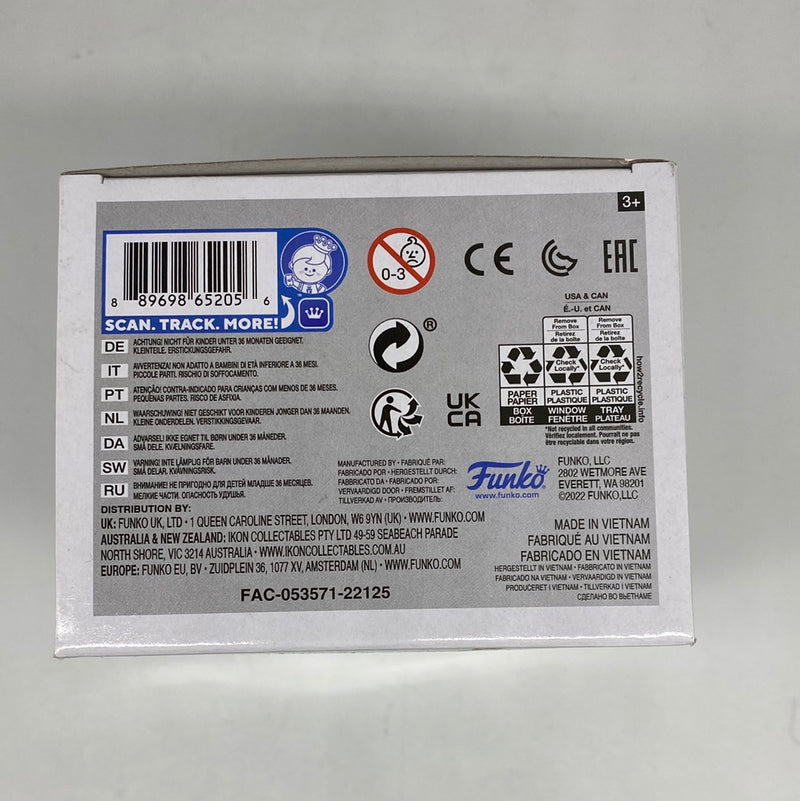 3+
8 89698 65205 6
SCAN. TRACK. MORE!
0-3
CE
EAC
®
UK
CA
USA & CAN
É.-U. et CAN
Remove From Box
Retirez de la boîte
Remove From Box
Retirez de la boîte
Check Locally*
Check Locally*
PAPER PAPIER
PLASTIC PLASTIQUE
PLASTIC PLASTIQUE
BOX BOÎTE
WINDOW FENÊTRE
TRAY PLATEAU
*Not recycled in all communities.
Vérifiez localement. Pourrait ne pas
être recyclable dans votre région.
how2recycle.info
DE ACHTUNG! NICHT FÜR KINDER UNTER 36 MONATEN GEEIGNET.
KLEINTEILE. ERSTICKUNGSGEFAHR.
IT AVVERTENZA! NON ADATTO A BAMBINI DI ETÀ INFERIORE A 36 MESI.
PICCOLE PARTI. RISCHIO DI SOFFOCAMENTO.
PT ATENÇÃO! CONTRA-INDICADO PARA CRIANÇAS COM MENOS DE 36 MESES.
PEQUENAS PARTES. RISCO DE ASFIXIA.
NL WAARSCHUWING! NIET GESCHIKT VOOR KINDEREN JONGER DAN 36 MAANDEN.
KLEINE ONDERDELEN. VERSTIKKINGSGEVAAR.
DA ADVARSEL! IKKE EGNET TIL BØRN UNDER 36 MÅNEDER.
SMÅ DELE. KVÆLNINGSFARE.
SW VARNING! INTE LÄMPLIG FÖR BARN UNDER 36 MÅNADER.
SMÅ DELAR. KVÄVNINGSRISK.
RU ВНИМАНИЕ! НЕ ПРИГОДНО ДЛЯ ДЕТЕЙ МЛАДШЕ 36 МЕСЯЦЕВ.
МЕЛКИЕ ЧАСТИ. ОПАСНОСТЬ УДУШЬЯ.
MANUFACTURED BY • FABRIQUÉ PAR:
FABRICADO POR • HERGESTELLT DURCH:
FABBRICATO DA • FABRICADO POR:
VERVAARDIGD DOOR • FREMSTILLET AF:
TILLVERKAD AV • ПРОИЗВОДИТЕЛЬ:
Funko
www.funko.com
FUNKO, LLC
2802 WETMORE AVE
EVERETT, WA 98201
©2022 FUNKO,LLC
DISTRIBUTION BY:
UK: FUNKO UK, LTD • 1 QUEEN CAROLINE STREET, LONDON, W6 9YN (UK) • WWW.FUNKO.COM
AUSTRALIA & NEW ZEALAND: IKON COLLECTABLES PTY LTD 49-59 SEABEACH PARADE
NORTH SHORE, VIC 3214 AUSTRALIA • WWW.IKONCOLLECTABLES.COM.AU
EUROPE: FUNKO EU, BV • ZUIDPLEIN 36, 1077 XV, AMSTERDAM (NL) • WWW.FUNKO.COM
FAC-053571-22125
MADE IN VIETNAM
FABRIQUÉ AU VIETNAM
FABRICADO EN VIETNAM
HERGESTELLT IN VIETNAM • FABBRICATO IN VIETNAM
FABRICADO NA VIETNAM • VERVAARDIGD IN VIETNAM
PRODUCERET I VIETNAM • TILLVERKAD I VIETNAM
СДЕЛАНО ВО ВЬЕТНАМЕ